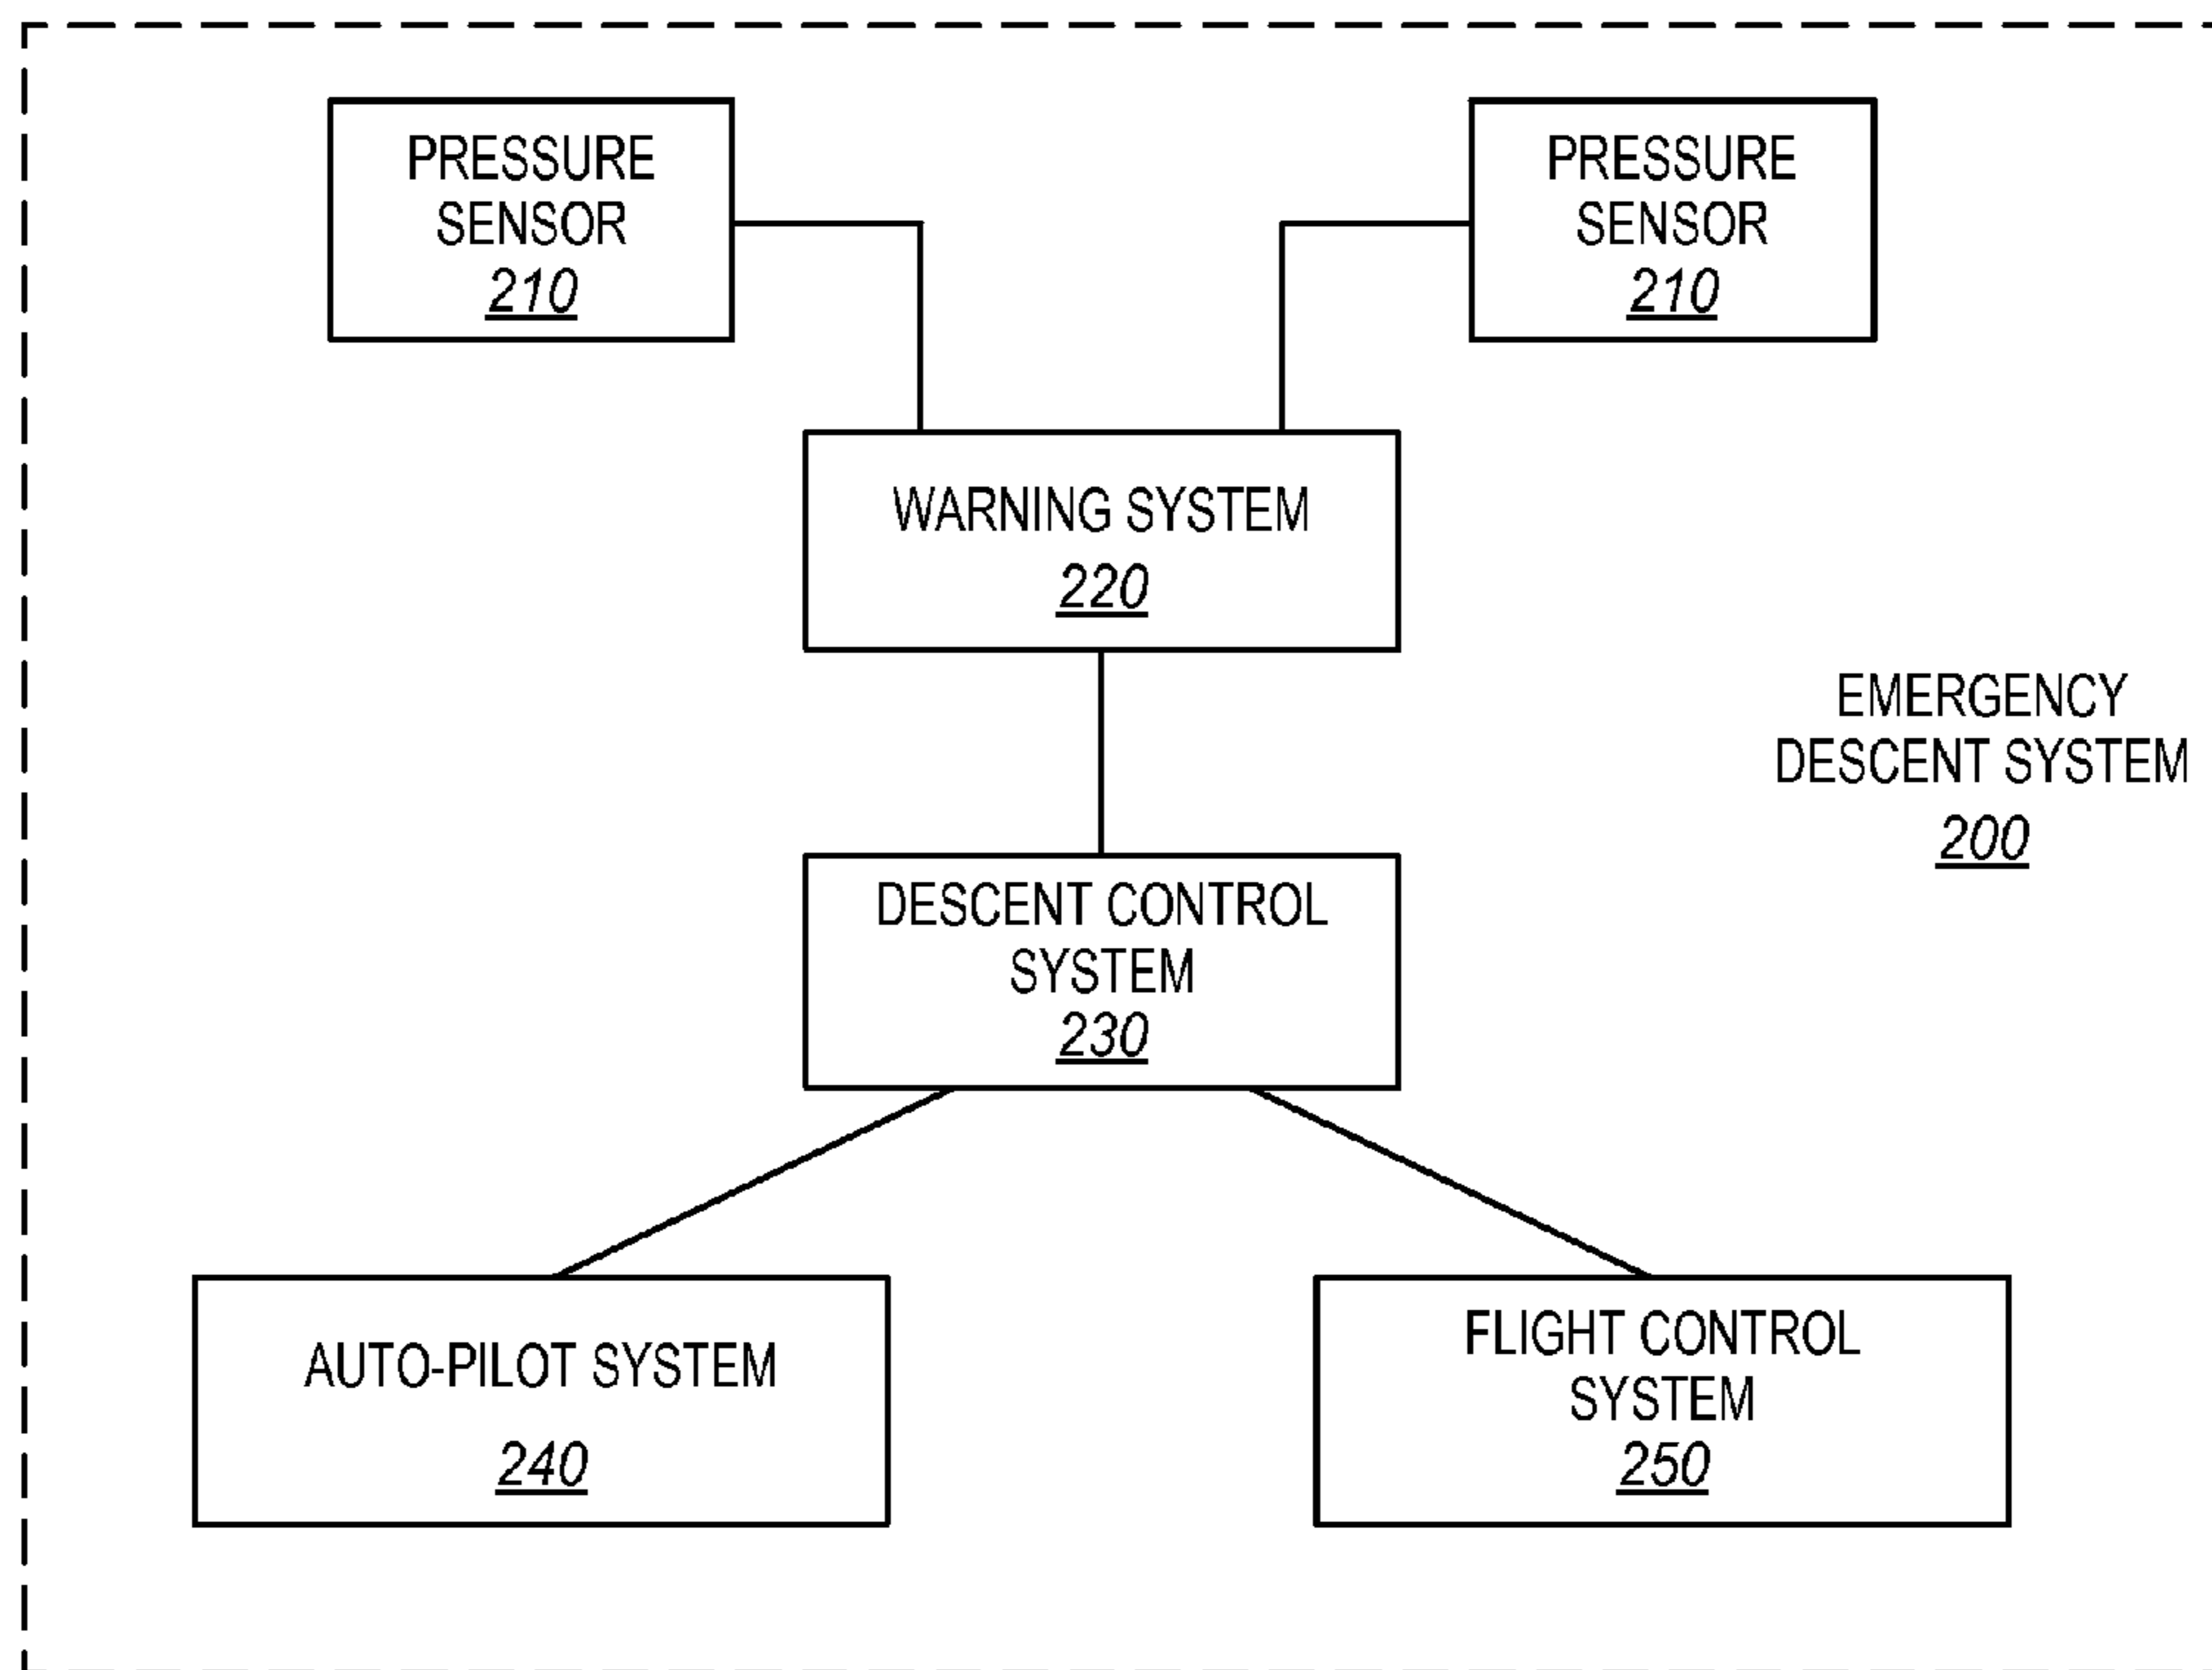 PRESSURE
SENSOR
210
PRESSURE
SENSOR
210
WARNING SYSTEM
220
EMERGENCY
DESCENT SYSTEM
200
DESCENT CONTROL
SYSTEM
230
AUTO-PILOT SYSTEM
240
FLIGHT CONTROL
SYSTEM
250